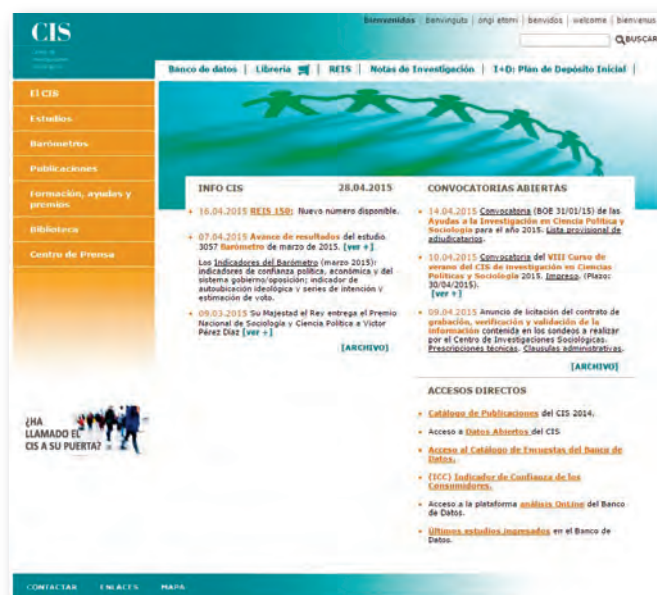 bienvenidos | benvinguts | ongi etorri | benvidos | welcome | bienvenus
CIS
BUSCAR
Banco de datos | Librería | REIS | Notas de Investigación | I+D: Plan de Depósito Inicial |
El CIS
Estudios
Barómetros
Publicaciones
Formación, ayudas y
premios
Biblioteca
Centro de Prensa
¿HA
LLAMADO EL
CIS A SU PUERTA?
INFO CIS 28.04.2015
16.04.2015 REIS 150: Nuevo número disponible.
07.04.2015 Avance de resultados del estudio
3057 Barómetro de marzo de 2015. [ver +]
Los Indicadores del Barómetro (marzo 2015):
indicadores de confianza política, económica y del
sistema gobierno/oposición; indicador de
autoubicación ideológica y series de intención y
estimación de voto.
09.03.2015 Su Majestad el Rey entrega el Premio
Nacional de Sociología y Ciencia Política a Víctor
Pérez Díaz [ver +]
[ARCHIVO]
CONVOCATORIAS ABIERTAS
14.04.2015 Convocatoria (BOE 31/01/15) de las
Ayudas a la Investigación en Ciencia Política y
Sociología para el año 2015. Lista provisional de
adjudicatarios.
10.04.2015 Convocatoria del VIII Curso de
verano del CIS de investigación en Ciencias
Políticas y Sociología 2015. Impreso. (Plazo:
30/04/2015).
[ver +]
09.04.2015 Anuncio de licitación del contrato de
grabación, verificación y validación de la
información contenida en los sondeos a realizar
por el Centro de Investigaciones Sociológicas.
Prescripciones técnicas. Clausulas administrativas.
[ARCHIVO]
ACCESOS DIRECTOS
Catálogo de Publicaciones del CIS 2014.
Acceso a Datos Abiertos del CIS
Acceso al Catálogo de Encuestas del Banco de
Datos.
(ICC) Indicador de Confianza de los
Consumidores.
Acceso a la plataforma análisis OnLine del Banco
de Datos.
Últimos estudios ingresados en el Banco de
Datos.
CONTACTAR ENLACES MAPA